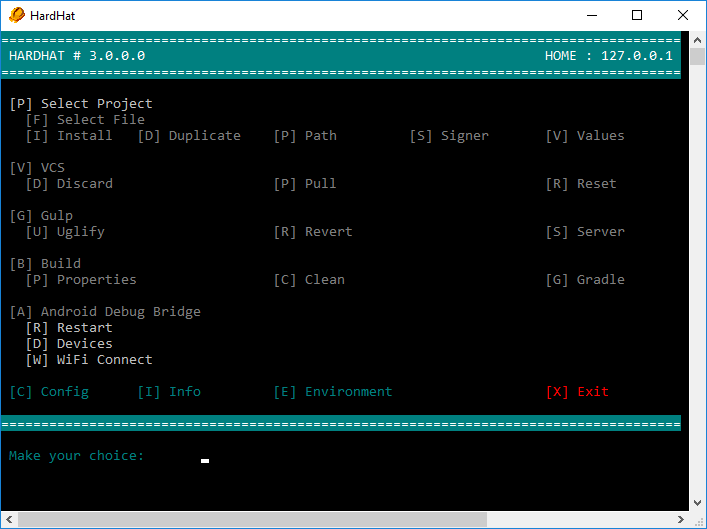 HardHat
=====================================================================================
HARDHAT # 3.0.0.0 HOME : 127.0.0.1
=====================================================================================
[P] Select Project
[F] Select File
[I] Install [D] Duplicate [P] Path [S] Signer [V] Values
[V] VCS
[D] Discard [P] Pull [R] Reset
[G] Gulp
[U] Uglify [R] Revert [S] Server
[B] Build
[P] Properties [C] Clean [G] Gradle
[A] Android Debug Bridge
[R] Restart
[D] Devices
[W] WiFi Connect
[C] Config [I] Info [E] Environment [X] Exit
=====================================================================================
Make your choice: